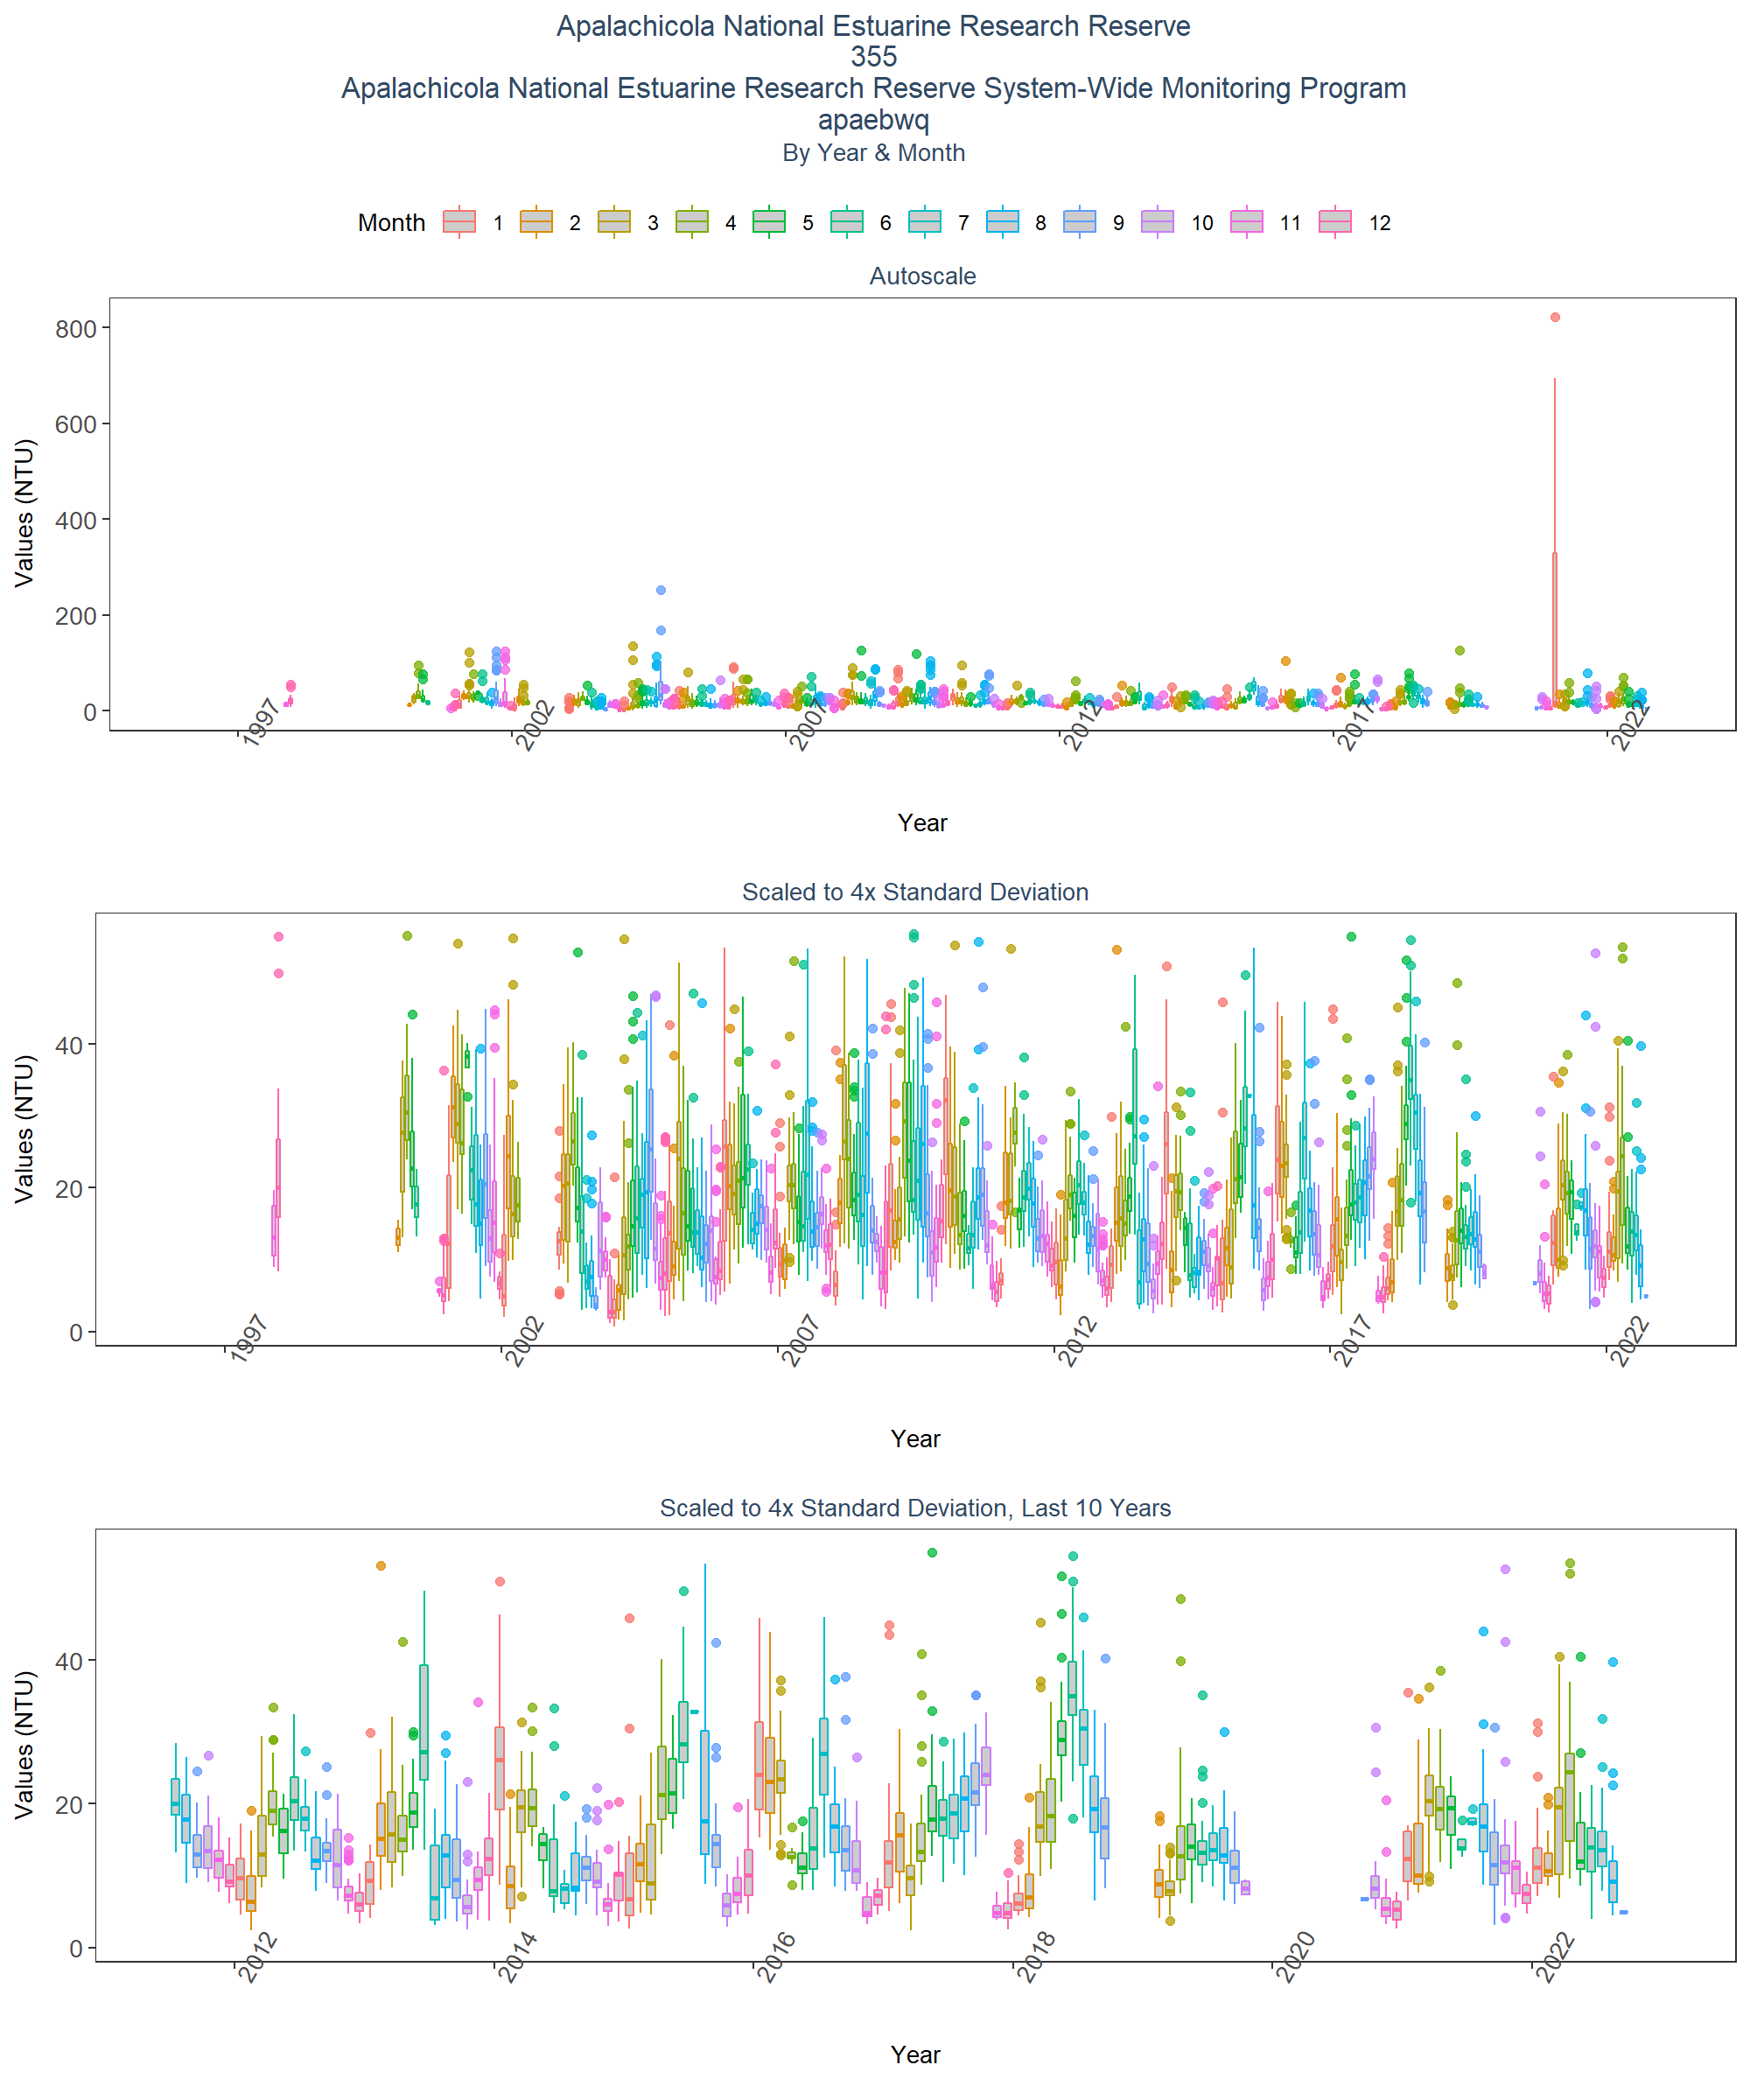 Apalachicola National Estuarine Research Reserve
355
Apalachicola National Estuarine Research Reserve System-Wide Monitoring Program
apaebwq
By Year & Month
Month 1 2 3 4 5 6 7 8 9 10 11 12
Autoscale
Values (NTU)
800
600
400
200
0
1997 2002 2007 2012 2017 2022
Year
Scaled to 4x Standard Deviation
Values (NTU)
40
20
0
1997 2002 2007 2012 2017 2022
Year
Scaled to 4x Standard Deviation, Last 10 Years
Values (NTU)
40
20
0
2012 2014 2016 2018 2020 2022
Year